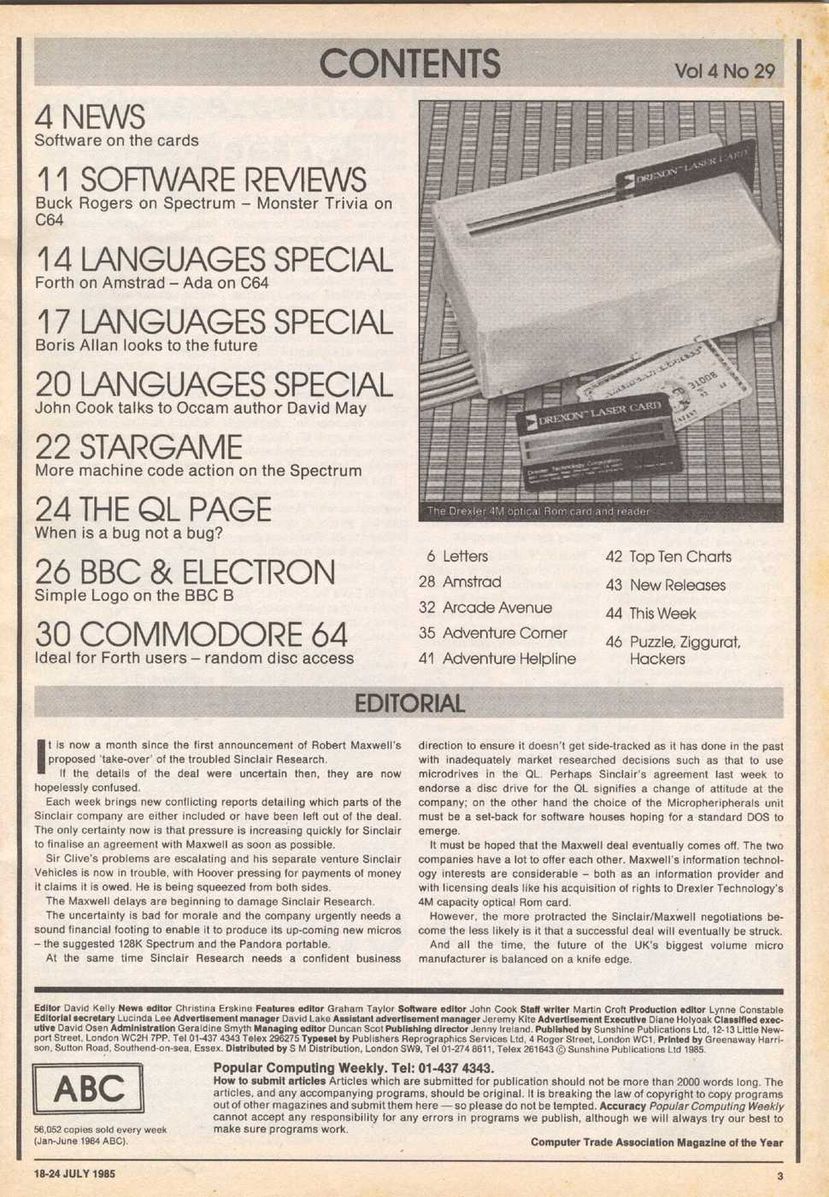 CONTENTS
Vol 4 No 29
4 NEWS
Software on the cards
11 SOFTWARE REVIEWS
Buck Rogers on Spectrum – Monster Trivia on
C64
14 LANGUAGES SPECIAL
Forth on Amstrad – Ada on C64
17 LANGUAGES SPECIAL
Boris Allan looks to the future
20 LANGUAGES SPECIAL
John Cook talks to Occam author David May
22 STARGAME
More machine code action on the Spectrum
24 THE QL PAGE
When is a bug not a bug?
26 BBC & ELECTRON
Simple Logo on the BBC B
30 COMMODORE 64
Ideal for Forth users – random disc access
DREXON™ LASER CARD
31008
DREXON™ LASER CARD
Drexler Technology Corporation
The Drexler 4M optical Rom card and reader
6 Letters
28 Amstrad
32 Arcade Avenue
35 Adventure Corner
41 Adventure Helpline
42 Top Ten Charts
43 New Releases
44 This Week
46 Puzzle, Ziggurat,
Hackers
EDITORIAL
It is now a month since the first announcement of Robert Maxwell's
proposed 'take-over' of the troubled Sinclair Research.
If the details of the deal were uncertain then, they are now
hopelessly confused.
Each week brings new conflicting reports detailing which parts of the
Sinclair company are either included or have been left out of the deal.
The only certainty now is that pressure is increasing quickly for Sinclair
to finalise an agreement with Maxwell as soon as possible.
Sir Clive's problems are escalating and his separate venture Sinclair
Vehicles is now in trouble, with Hoover pressing for payments of money
it claims it is owed. He is being squeezed from both sides.
The Maxwell delays are beginning to damage Sinclair Research.
The uncertainty is bad for morale and the company urgently needs a
sound financial footing to enable it to produce its up-coming new micros
– the suggested 128K Spectrum and the Pandora portable.
At the same time Sinclair Research needs a confident business
direction to ensure it doesn't get side-tracked as it has done in the past
with inadequately market researched decisions such as that to use
microdrives in the QL. Perhaps Sinclair's agreement last week to
endorse a disc drive for the QL signifies a change of attitude at the
company; on the other hand the choice of the Micropheripherals unit
must be a set-back for software houses hoping for a standard DOS to
emerge.
It must be hoped that the Maxwell deal eventually comes off. The two
companies have a lot to offer each other. Maxwell's information technol-
ogy interests are considerable – both as an information provider and
with licensing deals like his acquisition of rights to Drexler Technology's
4M capacity optical Rom card.
However, the more protracted the Sinclair/Maxwell negotiations be-
come the less likely is it that a successful deal will eventually be struck.
And all the time, the future of the UK's biggest volume micro
manufacturer is balanced on a knife edge.
Editor David Kelly News editor Christina Erskine Features editor Graham Taylor Software editor John Cook Staff writer Martin Croft Production editor Lynne Constable
Editorial secretary Lucinda Lee Advertisement manager David Lake Assistant advertisement manager Jeremy Kite Advertisement Executive Diane Holyoak Classified exec-
utive David Osen Administration Geraldine Smyth Managing editor Duncan Scot Publishing director Jenny Ireland. Published by Sunshine Publications Ltd, 12-13 Little New-
port Street, London WC2H 7PP. Tel 01-437 4343 Telex 296275 Typeset by Publishers Reprographics Services Ltd, 4 Roger Street, London WC1, Printed by Greenaway Harri-
son, Sutton Road, Southend-on-sea, Essex. Distributed by S M Distribution, London SW9, Tel 01-274 8611, Telex 261643 © Sunshine Publications Ltd 1985.
ABC
56,052 copies sold every week
(Jan-June 1984 ABC).
Popular Computing Weekly. Tel: 01-437 4343.
How to submit articles Articles which are submitted for publication should not be more than 2000 words long. The
articles, and any accompanying programs, should be original. It is breaking the law of copyright to copy programs
out of other magazines and submit them here — so please do not be tempted. Accuracy Popular Computing Weekly
cannot accept any responsibility for any errors in programs we publish, although we will always try our best to
make sure programs work.
Computer Trade Association Magazine of the Year
18-24 JULY 1985
3